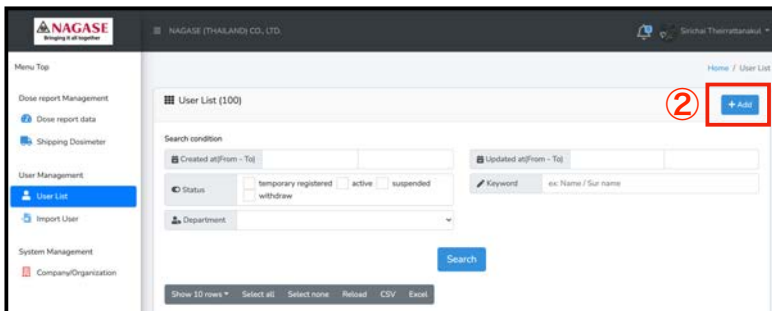 NAGASE
Bringing it all together
NAGASE (THAILAND) CO., LTD.
Sirichai Theirrattanakul
Menu Top
Home / User List
Dose report Management
Dose report data
Shipping Dosimeter
User Management
User List
Import User
System Management
Company/Organization
User List (100)
②
+ Add
Search condition
Created at(From - To)
Updated at(From - To)
Status
temporary registered
active
suspended
withdraw
Keyword
ex: Name / Sur name
Department
Search
Show 10 rows
Select all
Select none
Reload
CSV
Excel